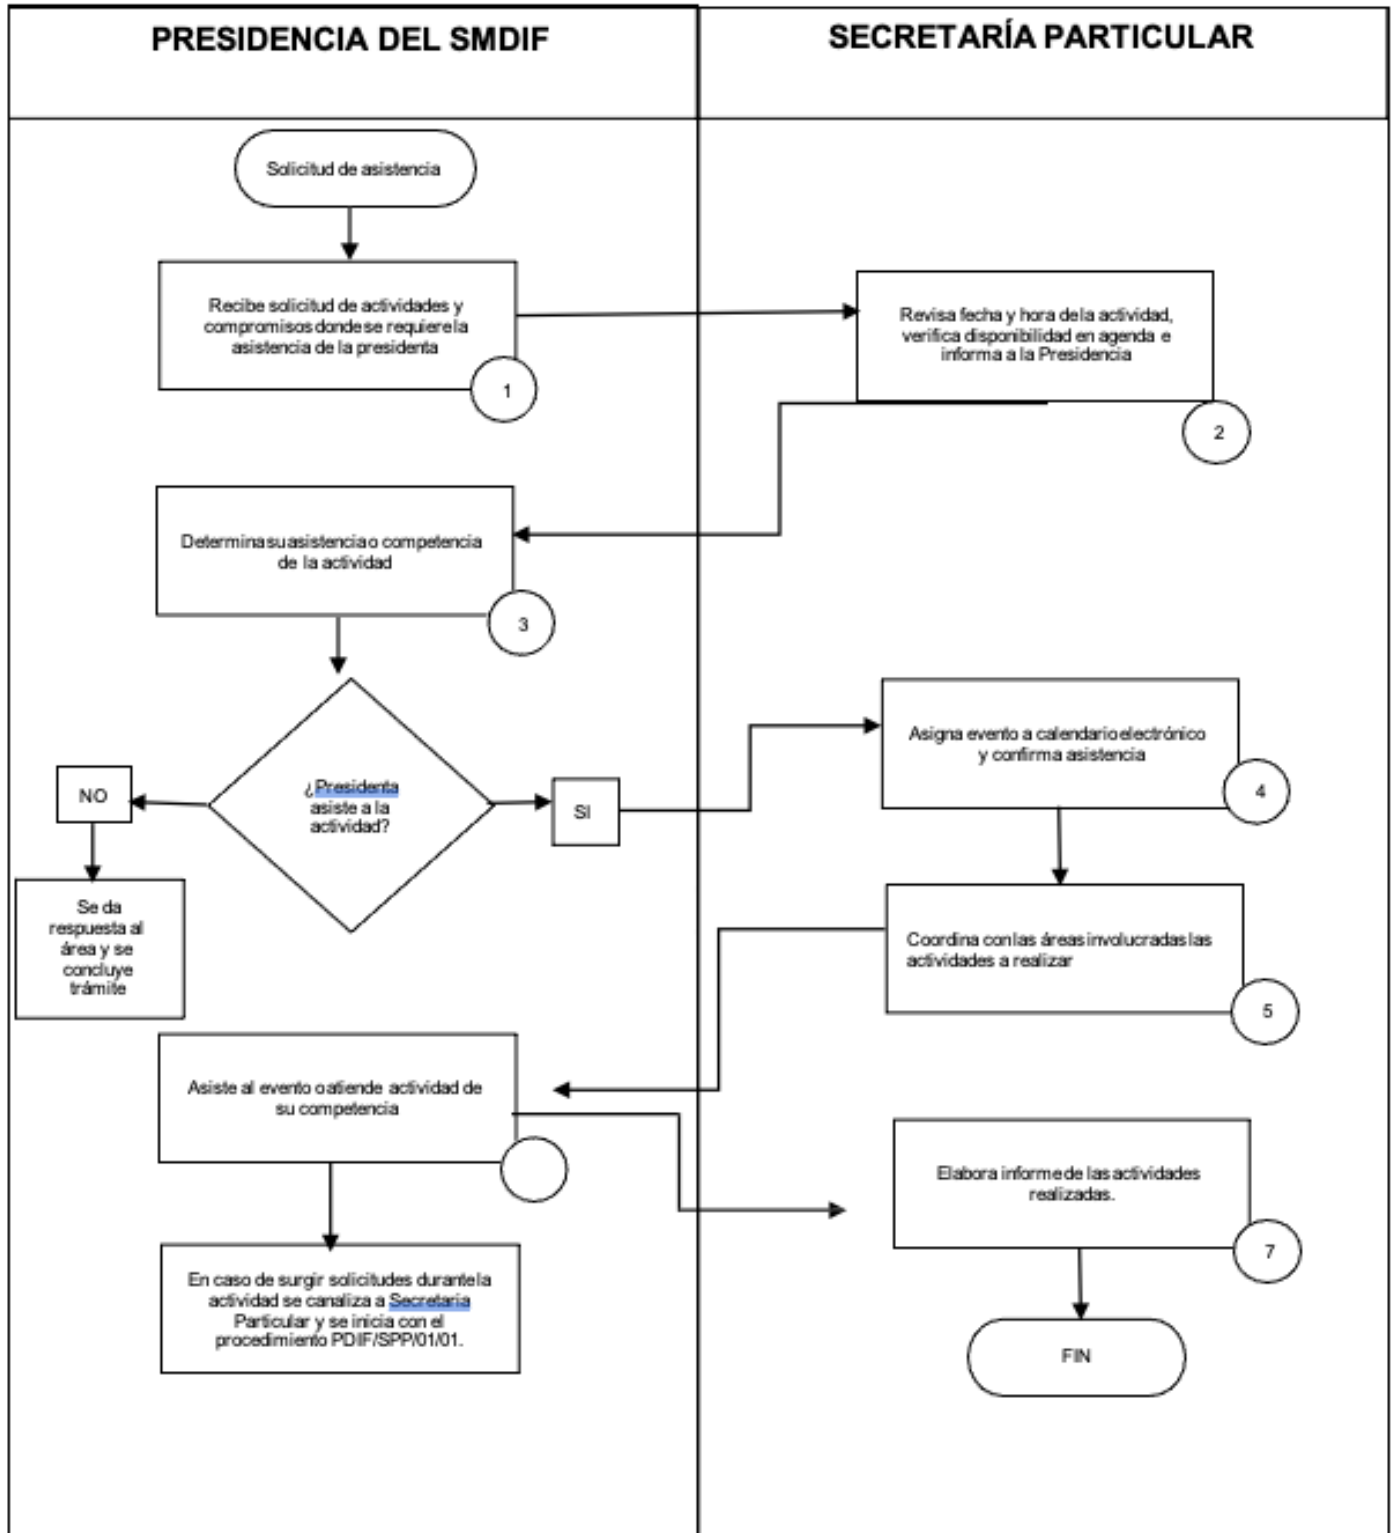 PRESIDENCIA DEL SMDIF
SECRETARÍA PARTICULAR
Solicitud de asistencia
Recibe solicitud de actividades y
compromisos donde se requiere la
asistencia de la presidenta
1
Revisa fecha y hora de la actividad,
verifica disponibilidad en agenda e
informa a la Presidencia
2
Determina su asistencia o competencia
de la actividad
3
¿Presidenta
asiste a la
actividad?
NO
SI
Se da
respuesta al
área y se
concluye
trámite
Asigna evento a calendario electrónico
y confirma asistencia
4
Coordina con las áreas involucradas las
actividades a realizar
5
Asiste al evento o atiende actividad de
su competencia
En caso de surgir solicitudes durante la
actividad se canaliza a Secretaria
Particular y se inicia con el
procedimiento PDIF/SPP/01/01.
Elabora informe de las actividades
realizadas.
7
FIN